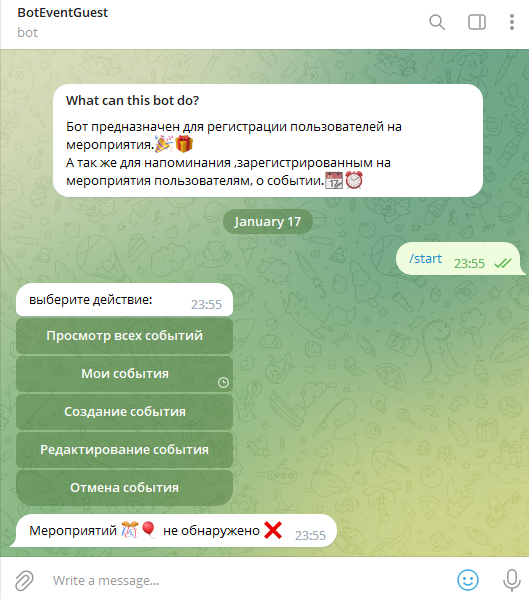 BotEventGuest
bot
What can this bot do?
Бот предназначен для регистрации пользователей на
мероприятия.🎉🎁
А так же для напоминания ,зарегистрированным на
мероприятия пользователям, о событии.📆⏰
January 17
/start 23:55
выберите действие: 23:55
Просмотр всех событий
Мои события
Создание события
Редактирование события
Отмена события
Мероприятий 🎊🎈 не обнаружено ❌ 23:55
Write a message...